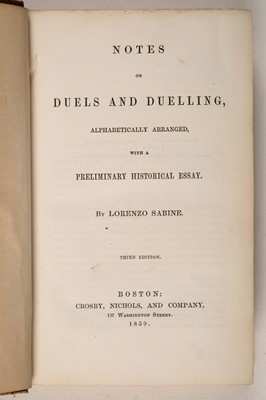 NOTES
ON
DUELS AND DUELLING,
ALPHABETICALLY ARRANGED,
WITH A
PRELIMINARY HISTORICAL ESSAY.
BY LORENZO SABINE.
THIRD EDITION.
BOSTON:
CROSBY, NICHOLS, AND COMPANY,
117 WASHINGTON STREET.
1859.